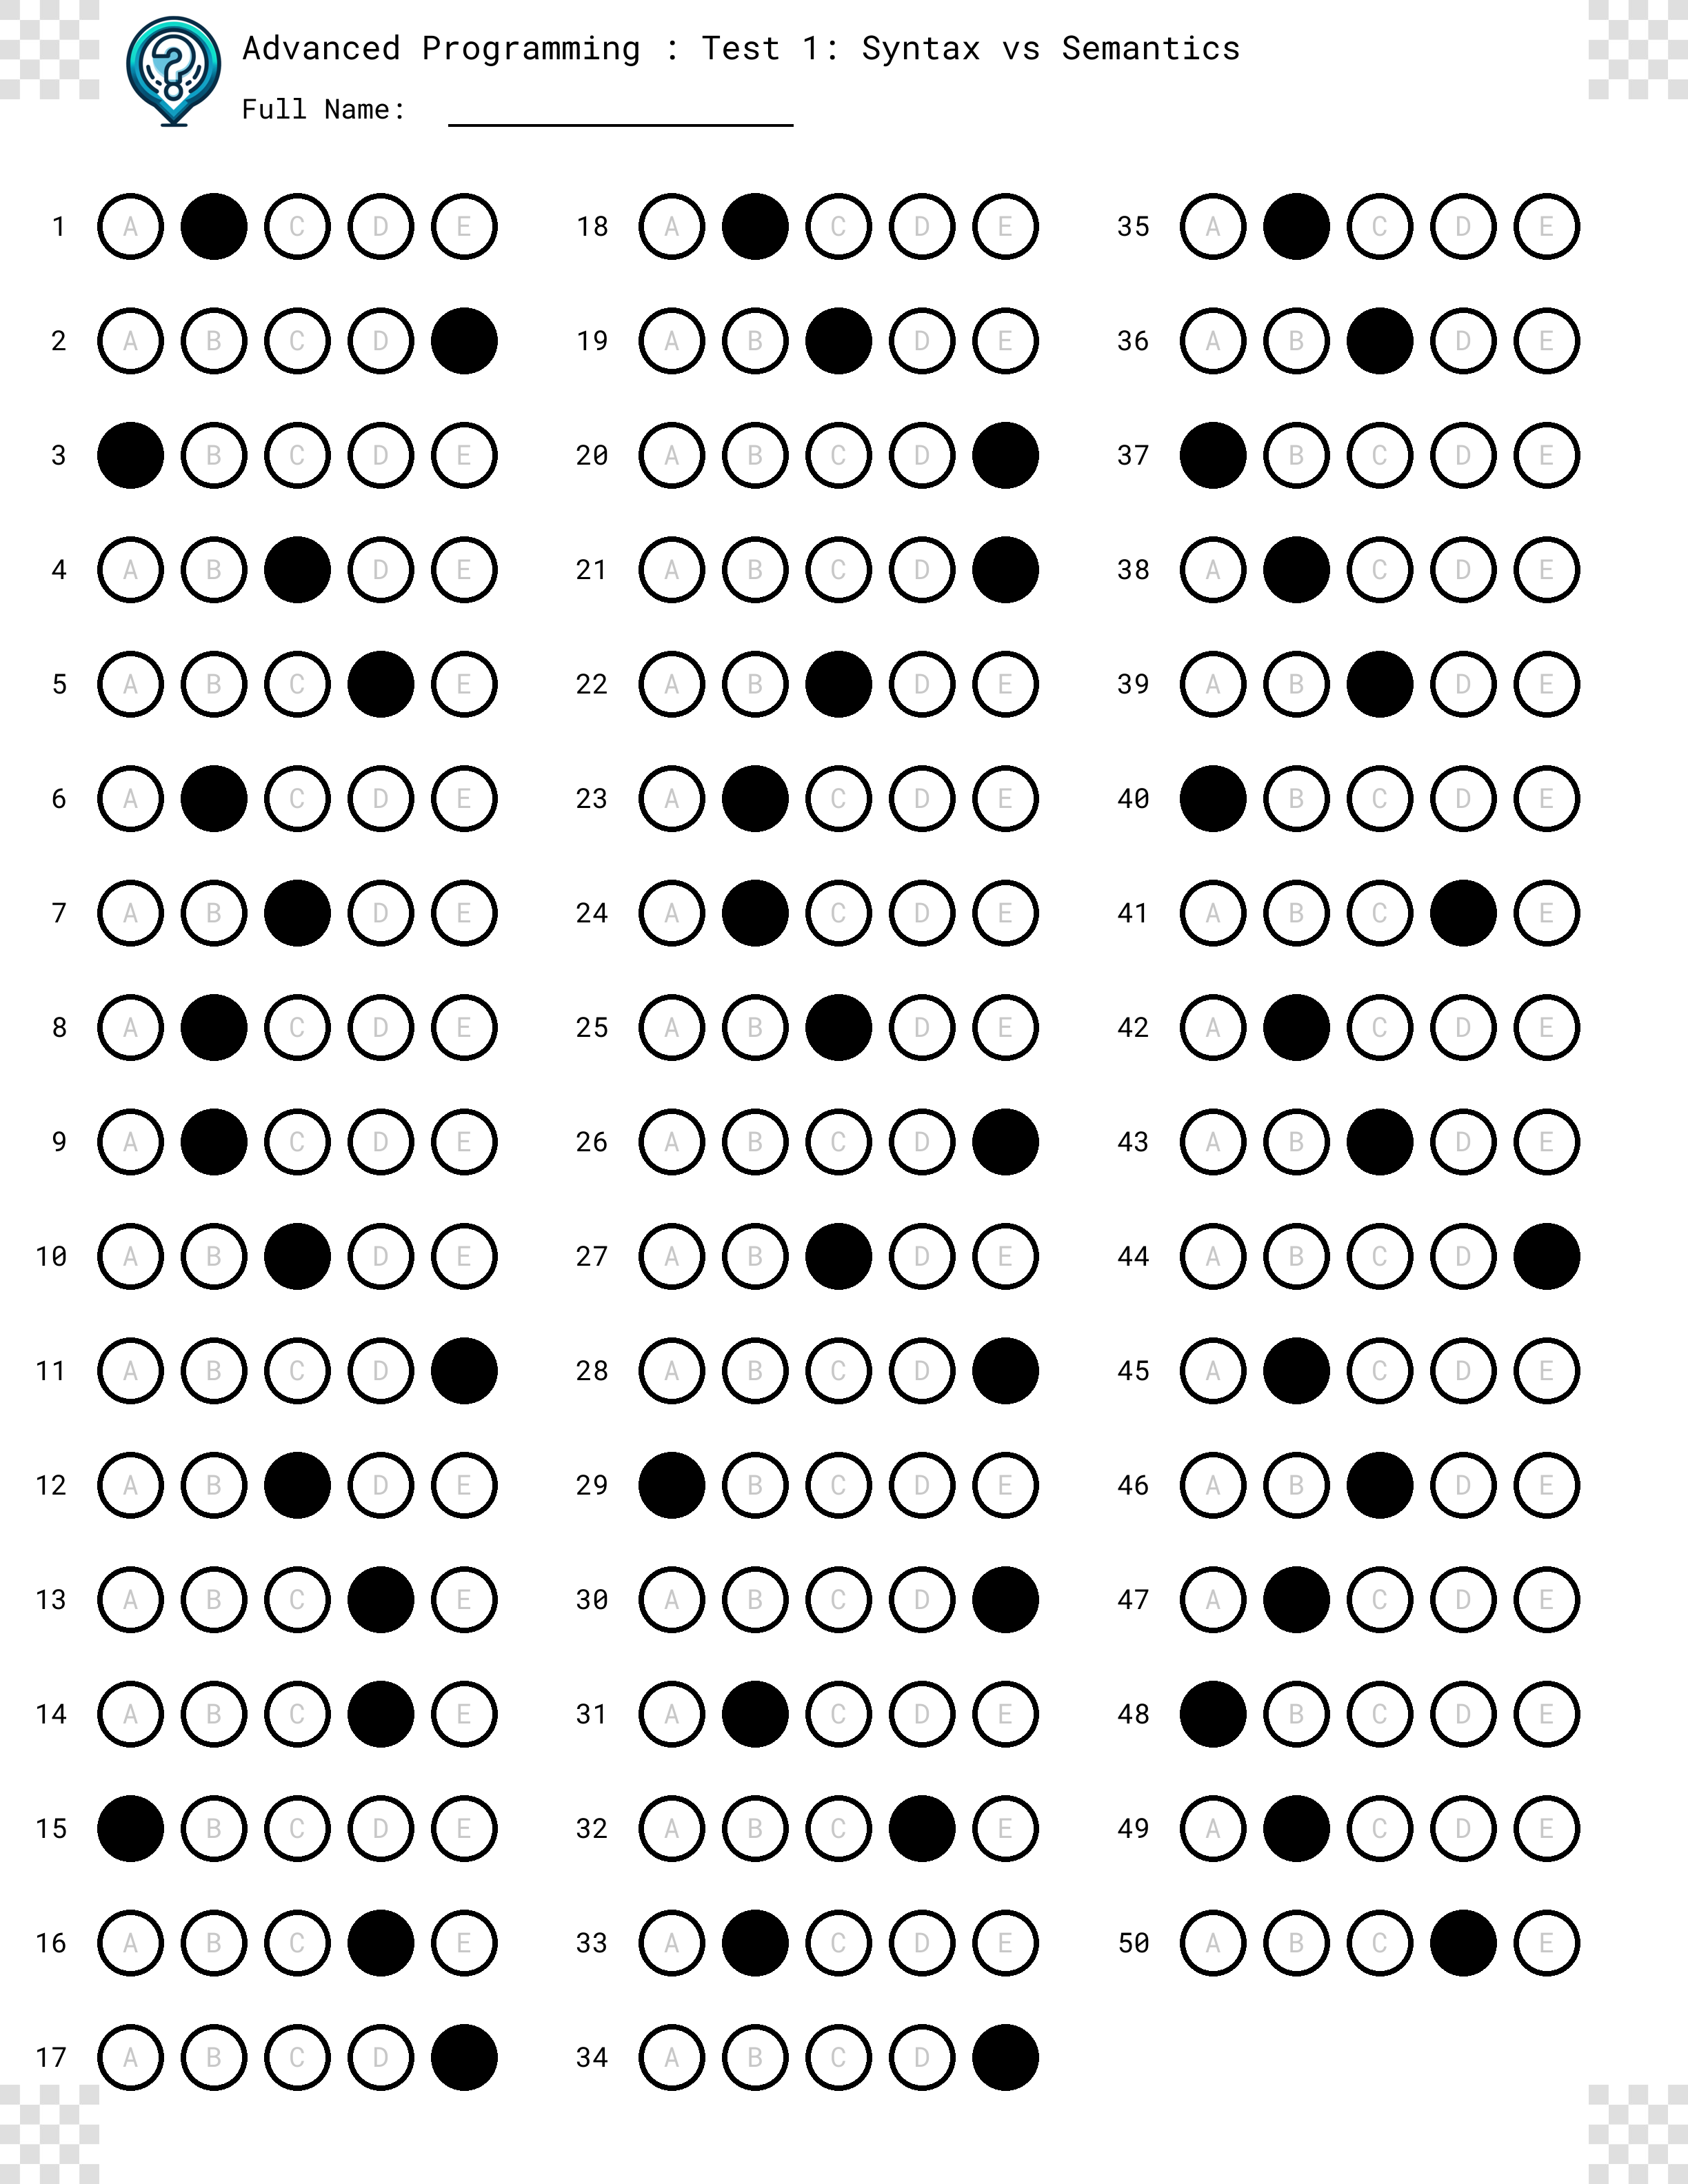 Advanced Programming : Test 1: Syntax vs Semantics
Full Name:
1 A C D E
2 A B C D
3 B C D E
4 A B D E
5 A B C E
6 A C D E
7 A B D E
8 A C D E
9 A C D E
10 A B D E
11 A B C D
12 A B D E
13 A B C E
14 A B C E
15 B C D E
16 A B C E
17 A B C D
18 A C D E
19 A B D E
20 A B C D
21 A B C D
22 A B D E
23 A C D E
24 A C D E
25 A B D E
26 A B C D
27 A B D E
28 A B C D
29 B C D E
30 A B C D
31 A C D E
32 A B C E
33 A C D E
34 A B C D
35 A C D E
36 A B D E
37 B C D E
38 A C D E
39 A B D E
40 B C D E
41 A B C E
42 A C D E
43 A B D E
44 A B C D
45 A C D E
46 A B D E
47 A C D E
48 B C D E
49 A C D E
50 A B C E